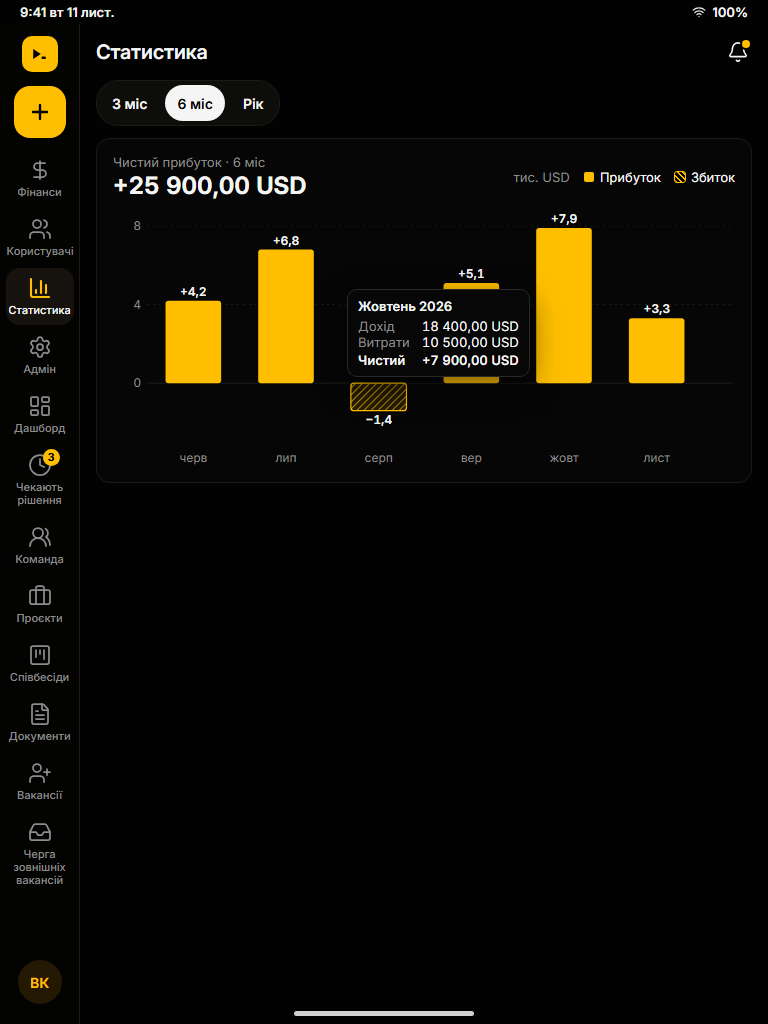 9:41 вт 11 лист.
100%
Статистика
3 міс
6 міс
Рік
Фінанси
Користувачі
Статистика
Адмін
Дашборд
3
Чекають
рішення
Команда
Проєкти
Співбесіди
Документи
Вакансії
Черга
зовнішніх
вакансій
ВК
Чистий прибуток · 6 міс
+25 900,00 USD
тис. USD
Прибуток
Збиток
8
4
0
+4,2
+6,8
−1,4
+5,1
+7,9
+3,3
Жовтень 2026
Дохід 18 400,00 USD
Витрати 10 500,00 USD
Чистий +7 900,00 USD
черв
лип
серп
вер
жовт
лист